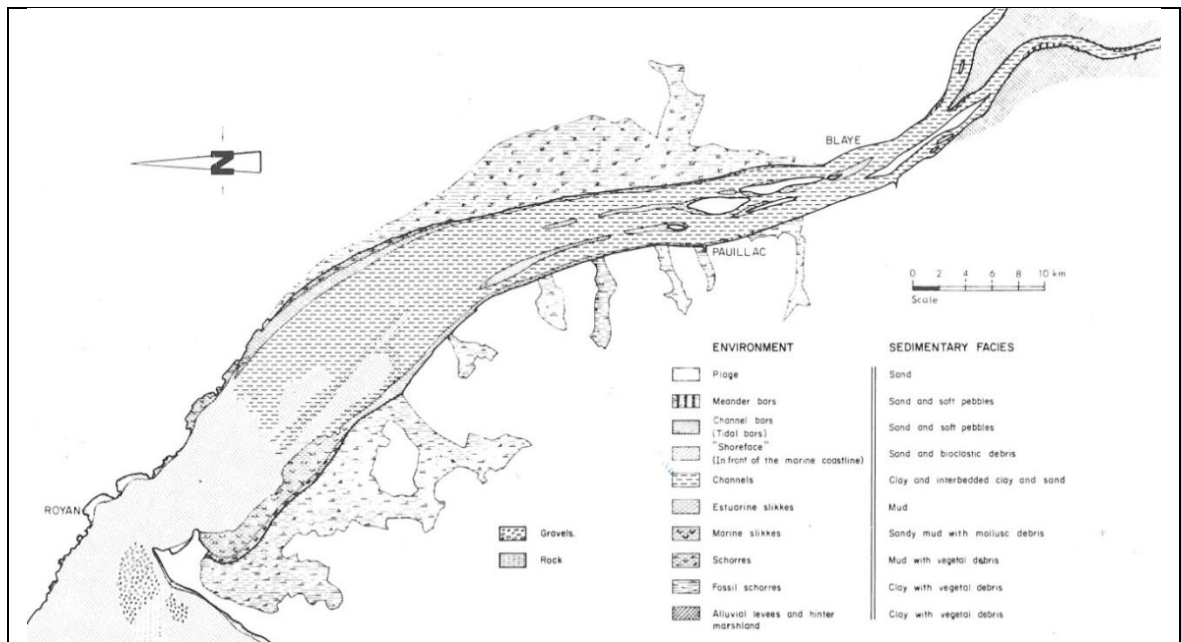 BLAYE
N
PAUILLAC
0 2 4 6 8 10 km
Scale
ROYAN
Gravels.
Rock
ENVIRONMENT SEDIMENTARY FACIES
Plage Sand
Meander bars Sand and soft pebbles
Channel bars
(Tidal bars) Sand and soft pebbles
"Shoreface"
(In front of the marine coastline) Sand and bioclastic debris
Channels Clay and interbedded clay and sand
Estuarine slikkes Mud
Marine slikkes Sandy mud with mollusc debris
Schorres Mud with vegetal debris
Fossil schorres Clay with vegetal debris
Alluvial levees and hinter
marshland Clay with vegetal debris